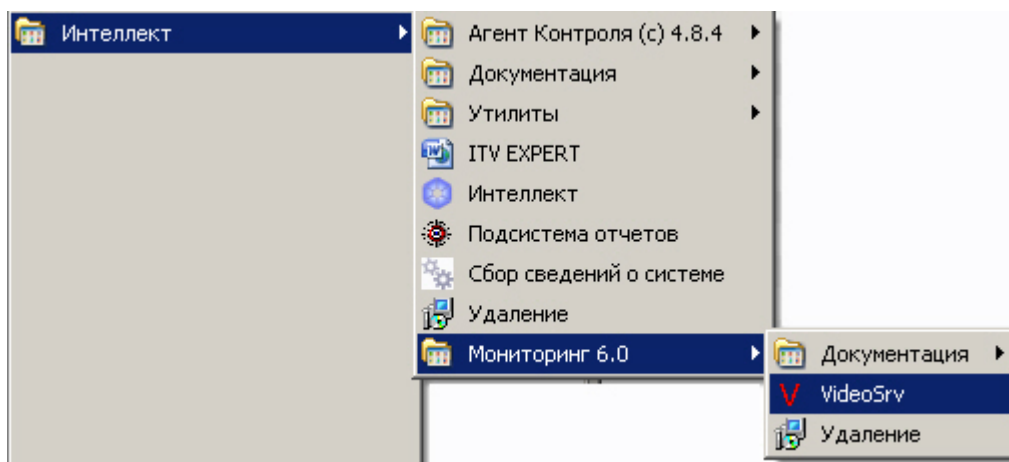 Интеллект
Агент Контроля (c) 4.8.4
Документация
Утилиты
ITV EXPERT
Интеллект
Подсистема отчетов
Сбор сведений о системе
Удаление
Мониторинг 6.0
Документация
VideoSrv
Удаление